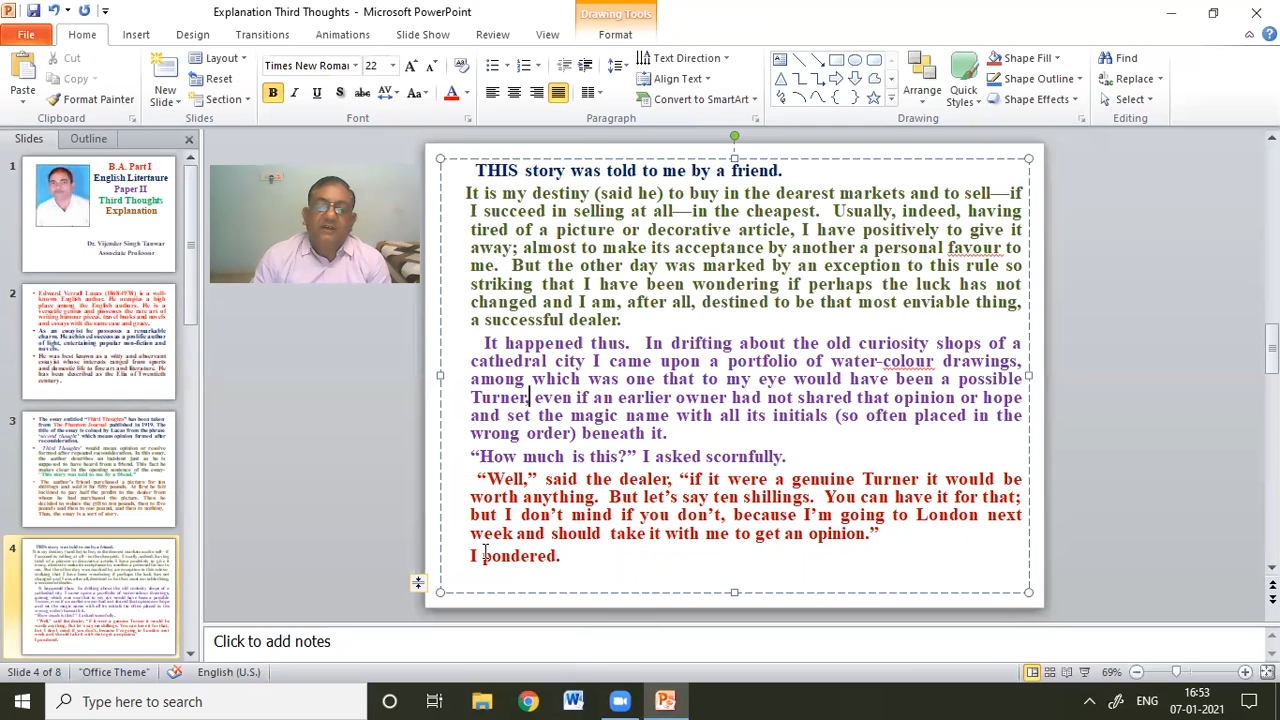 Explanation Third Thoughts - Microsoft PowerPoint
Drawing Tools
File Home Insert Design Transitions Animations Slide Show Review View Format
Cut
Copy
Format Painter
Paste
Clipboard
New Slide
Layout
Reset
Section
Slides
Times New Roman 22
Font
Text Direction
Align Text
Convert to SmartArt
Paragraph
Arrange
Quick Styles
Shape Fill
Shape Outline
Shape Effects
Drawing
Find
Replace
Select
Editing
Slides Outline
1
B.A. Part I
English Litertaure
Paper II
Third Thoughts
Explanation
Dr. Vijender Singh Tanwar
Associate Professor
2
3
4
THIS story was told to me by a friend.
It is my destiny (said he) to buy in the dearest markets and to sell—if
I succeed in selling at all—in the cheapest. Usually, indeed, having
tired of a picture or decorative article, I have positively to give it
away; almost to make its acceptance by another a personal favour to
me. But the other day was marked by an exception to this rule so
striking that I have been wondering if perhaps the luck has not
changed and I am, after all, destined to be that most enviable thing,
a successful dealer.
It happened thus. In drifting about the old curiosity shops of a
cathedral city I came upon a portfolio of water-colour drawings,
among which was one that to my eye would have been a possible
Turner, even if an earlier owner had not shared that opinion or hope
and set the magic name with all its initials (so often placed in the
wrong order) beneath it.
“How much is this?” I asked scornfully.
“Well,” said the dealer, “if it were a genuine Turner it would be
worth anything. But let’s say ten shillings. You can have it for that;
but I don’t mind if you don’t, because I’m going to London next
week and should take it with me to get an opinion.”
I pondered.
Click to add notes
Slide 4 of 8 "Office Theme" English (U.S.) 69%
Type here to search
ENG
16:53
07-01-2021